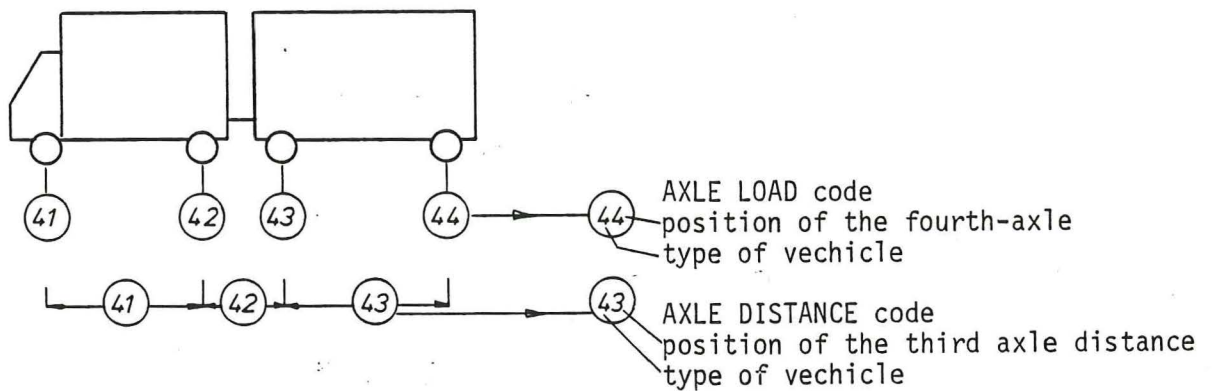 41 42 43 44 44 AXLE LOAD code
position of the fourth-axle
type of vechicle
41 42 43 43 AXLE DISTANCE code
position of the third axle distance
type of vechicle